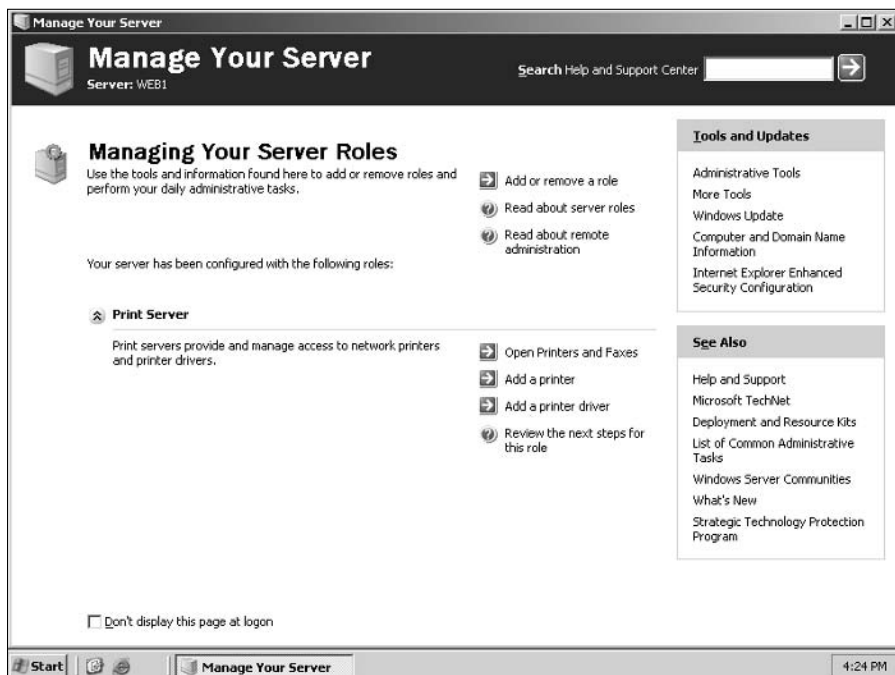 Manage Your Server
Manage Your Server
Server: WEB1
Search Help and Support Center
Managing Your Server Roles
Use the tools and information found here to add or remove roles and
perform your daily administrative tasks.
Add or remove a role
Read about server roles
Read about remote
administration
Your server has been configured with the following roles:
Print Server
Print servers provide and manage access to network printers
and printer drivers.
Open Printers and Faxes
Add a printer
Add a printer driver
Review the next steps for
this role
Tools and Updates
Administrative Tools
More Tools
Windows Update
Computer and Domain Name
Information
Internet Explorer Enhanced
Security Configuration
See Also
Help and Support
Microsoft TechNet
Deployment and Resource Kits
List of Common Administrative
Tasks
Windows Server Communities
What's New
Strategic Technology Protection
Program
Don't display this page at logon
Start
Manage Your Server
4:24 PM